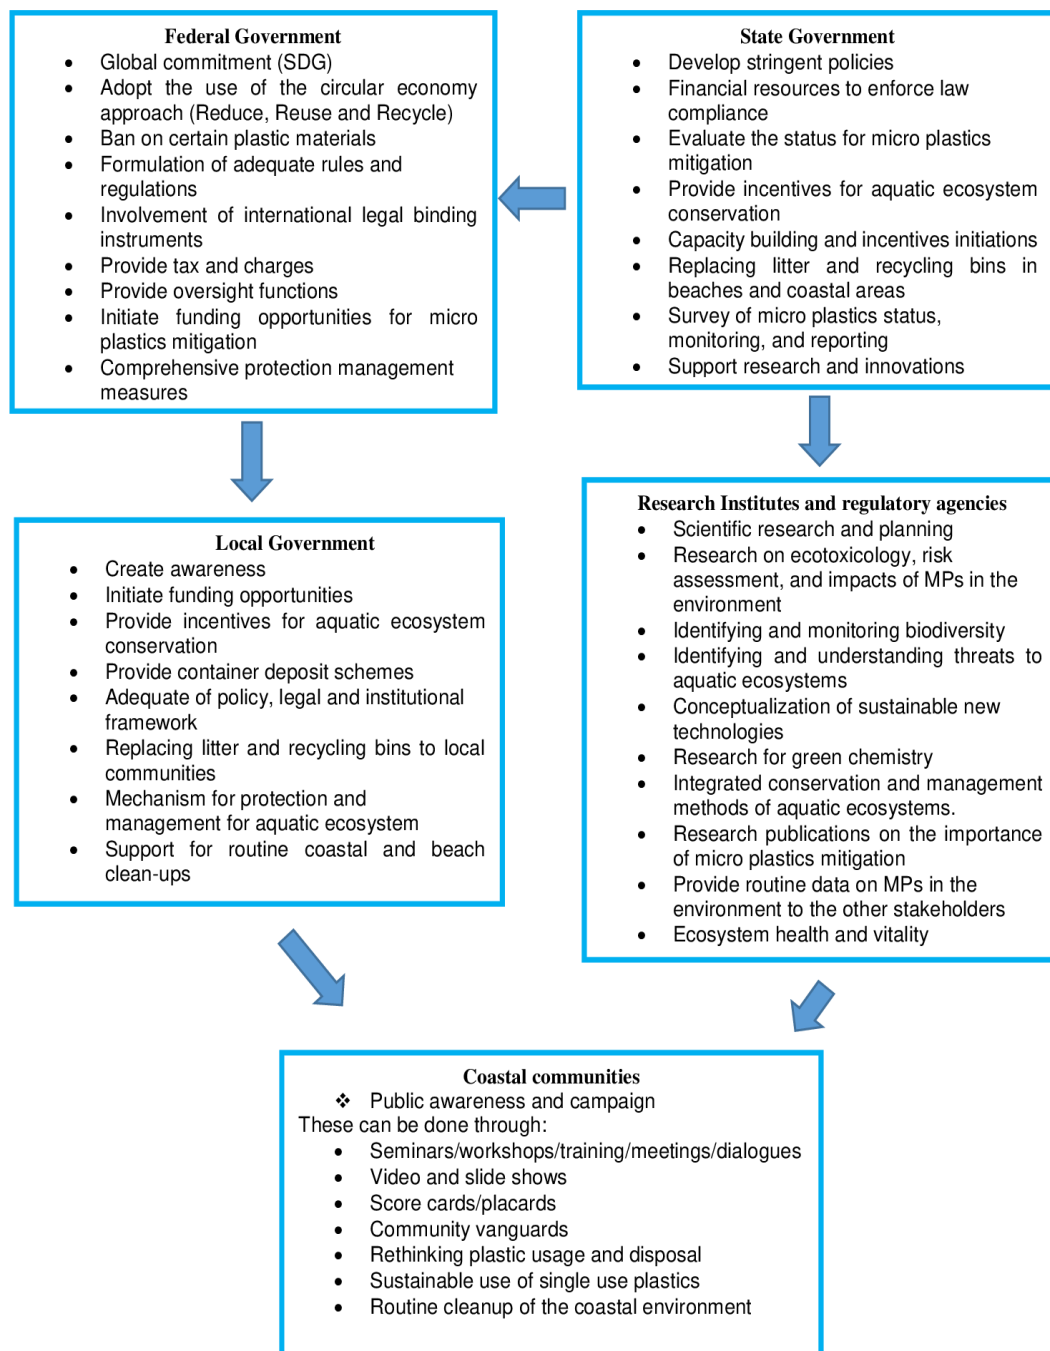 Federal Government
• Global commitment (SDG)
• Adopt the use of the circular economy
approach (Reduce, Reuse and Recycle)
• Ban on certain plastic materials
• Formulation of adequate rules and
regulations
• Involvement of international legal binding
instruments
• Provide tax and charges
• Provide oversight functions
• Initiate funding opportunities for micro
plastics mitigation
• Comprehensive protection management
measures
State Government
• Develop stringent policies
• Financial resources to enforce law
compliance
• Evaluate the status for micro plastics
mitigation
• Provide incentives for aquatic ecosystem
conservation
• Capacity building and incentives initiations
• Replacing litter and recycling bins in
beaches and coastal areas
• Survey of micro plastics status,
monitoring, and reporting
• Support research and innovations
Local Government
• Create awareness
• Initiate funding opportunities
• Provide incentives for aquatic ecosystem
conservation
• Provide container deposit schemes
• Adequate of policy, legal and institutional
framework
• Replacing litter and recycling bins to local
communities
• Mechanism for protection and
management for aquatic ecosystem
• Support for routine coastal and beach
clean-ups
Research Institutes and regulatory agencies
• Scientific research and planning
• Research on ecotoxicology, risk
assessment, and impacts of MPs in the
environment
• Identifying and monitoring biodiversity
• Identifying and understanding threats to
aquatic ecosystems
• Conceptualization of sustainable new
technologies
• Research for green chemistry
• Integrated conservation and management
methods of aquatic ecosystems.
• Research publications on the importance
of micro plastics mitigation
• Provide routine data on MPs in the
environment to the other stakeholders
• Ecosystem health and vitality
Coastal communities
❖ Public awareness and campaign
These can be done through:
• Seminars/workshops/training/meetings/dialogues
• Video and slide shows
• Score cards/placards
• Community vanguards
• Rethinking plastic usage and disposal
• Sustainable use of single use plastics
• Routine cleanup of the coastal environment